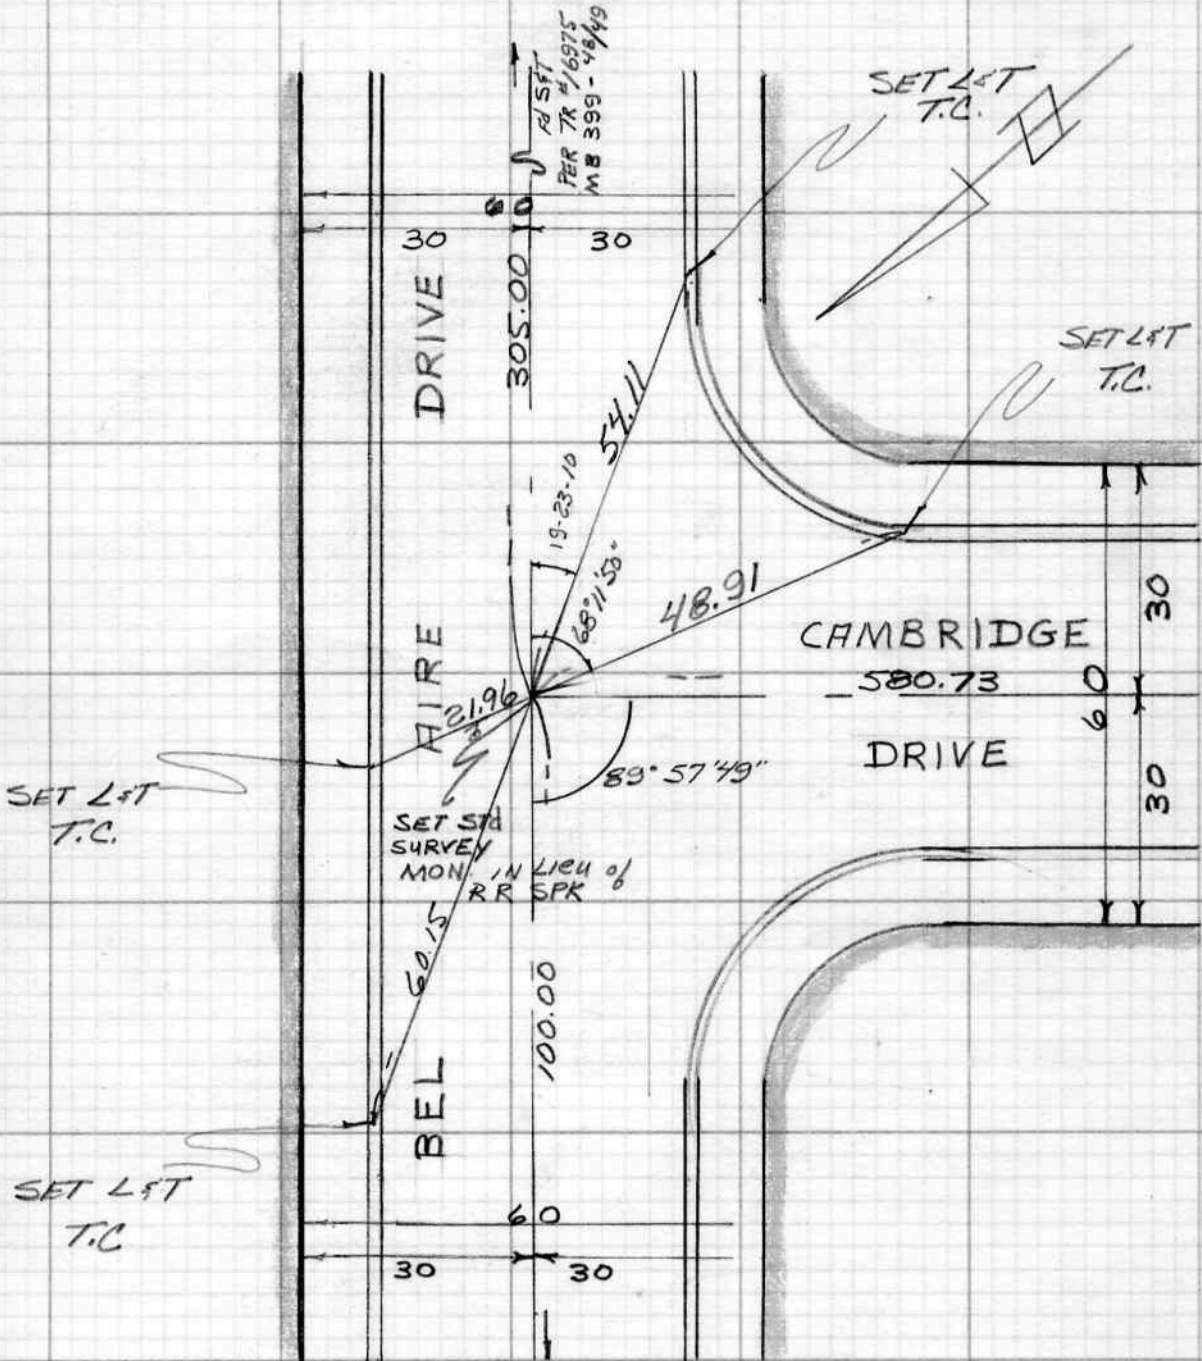 Fd S&T
PER TR #16975
MB 399 - 48/49
SET L&T
T.C.
60
30
30
305.00
DRIVE
SET L&T
T.C.
54.11
19-23-10
68°11'50"
48.91
CAMBRIDGE
580.73
DRIVE
30
60
30
AIRE
21.96
89°57'49"
SET L&T
T.C.
SET Std
SURVEY
MON. IN Lieu of
RR SPK
60.15
100.00
BEL
SET L&T
T.C
60
30
30